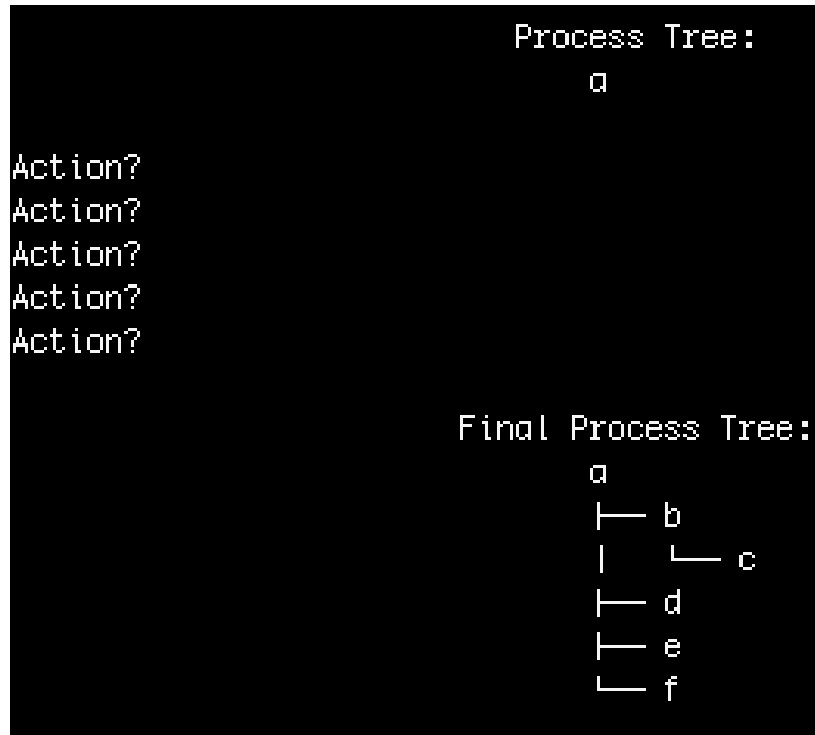 Process Tree:
a
Action?
Action?
Action?
Action?
Action?
Final Process Tree:
a
├── b
│   └── c
├── d
├── e
└── f